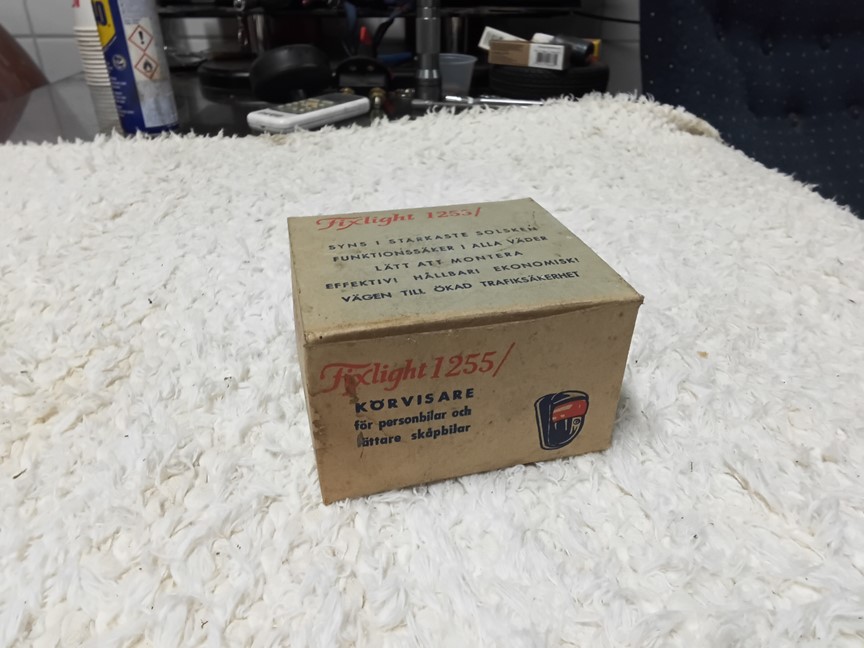 Fixlight 1255/
SYNS I STARKASTE SOLSKEN
FUNKTIONSSÄKER I ALLA VÄDER
LÄTT ATT MONTERA
EFFEKTIV! HÅLLBAR! EKONOMISK!
VÄGEN TILL ÖKAD TRAFIKSÄKERHET
Fixlight 1255/
KÖRVISARE
för personbilar och
lättare skåpbilar